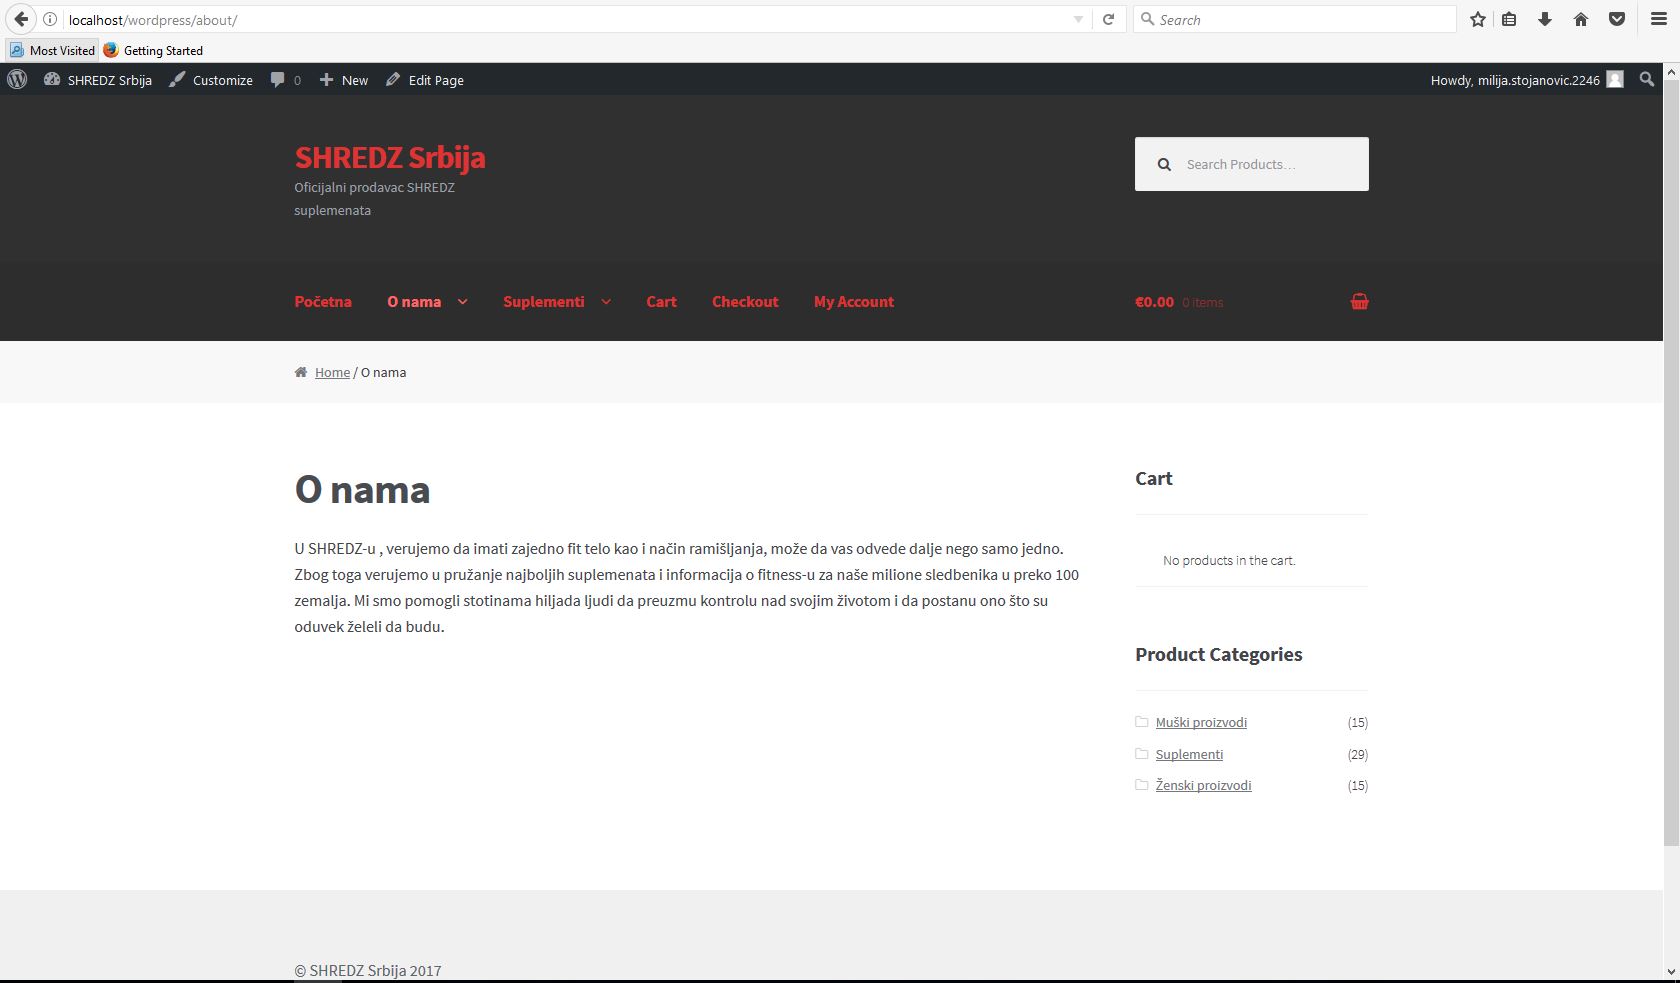 localhost/wordpress/about/
Search
Most Visited
Getting Started
SHREDZ Srbija
Customize
0
New
Edit Page
Howdy, milija.stojanovic.2246
SHREDZ Srbija
Oficijalni prodavac SHREDZ
suplemenata
Search Products...
Početna
O nama
Suplementi
Cart
Checkout
My Account
€0.00 0 items
Home / O nama
O nama
U SHREDZ-u , verujemo da imati zajedno fit telo kao i način ramišljanja, može da vas odvede dalje nego samo jedno.
Zbog toga verujemo u pružanje najboljih suplemenata i informacija o fitness-u za naše milione sledbenika u preko 100
zemalja. Mi smo pomogli stotinama hiljada ljudi da preuzmu kontrolu nad svojim životom i da postanu ono što su
oduvek želeli da budu.
Cart
No products in the cart.
Product Categories
Muški proizvodi (15)
Suplementi (29)
Ženski proizvodi (15)
© SHREDZ Srbija 2017